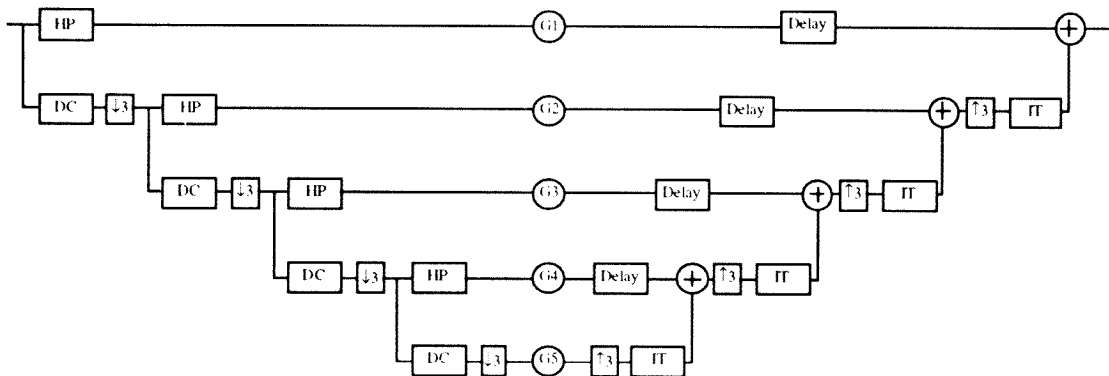 HP G1 Delay +
DC ↓3 HP G2 Delay + ↑3 IT
DC ↓3 HP G3 Delay + ↑3 IT
DC ↓3 HP G4 Delay + ↑3 IT
DC ↓3 G5 ↑3 IT